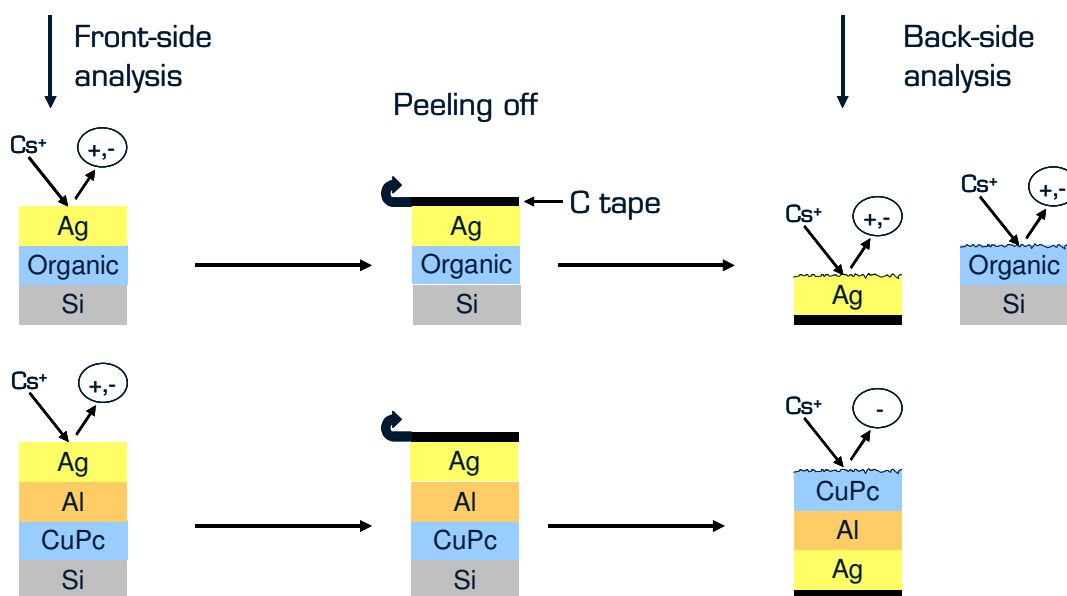 Front-side
analysis
Peeling off
Back-side
analysis
Cs⁺
+,-
Ag
Organic
Si
C tape
Ag
Organic
Si
Cs⁺
+,-
Ag
Cs⁺
+,-
Organic
Si
Cs⁺
+,-
Ag
Al
CuPc
Si
Ag
Al
CuPc
Si
Cs⁺
-
CuPc
Al
Ag